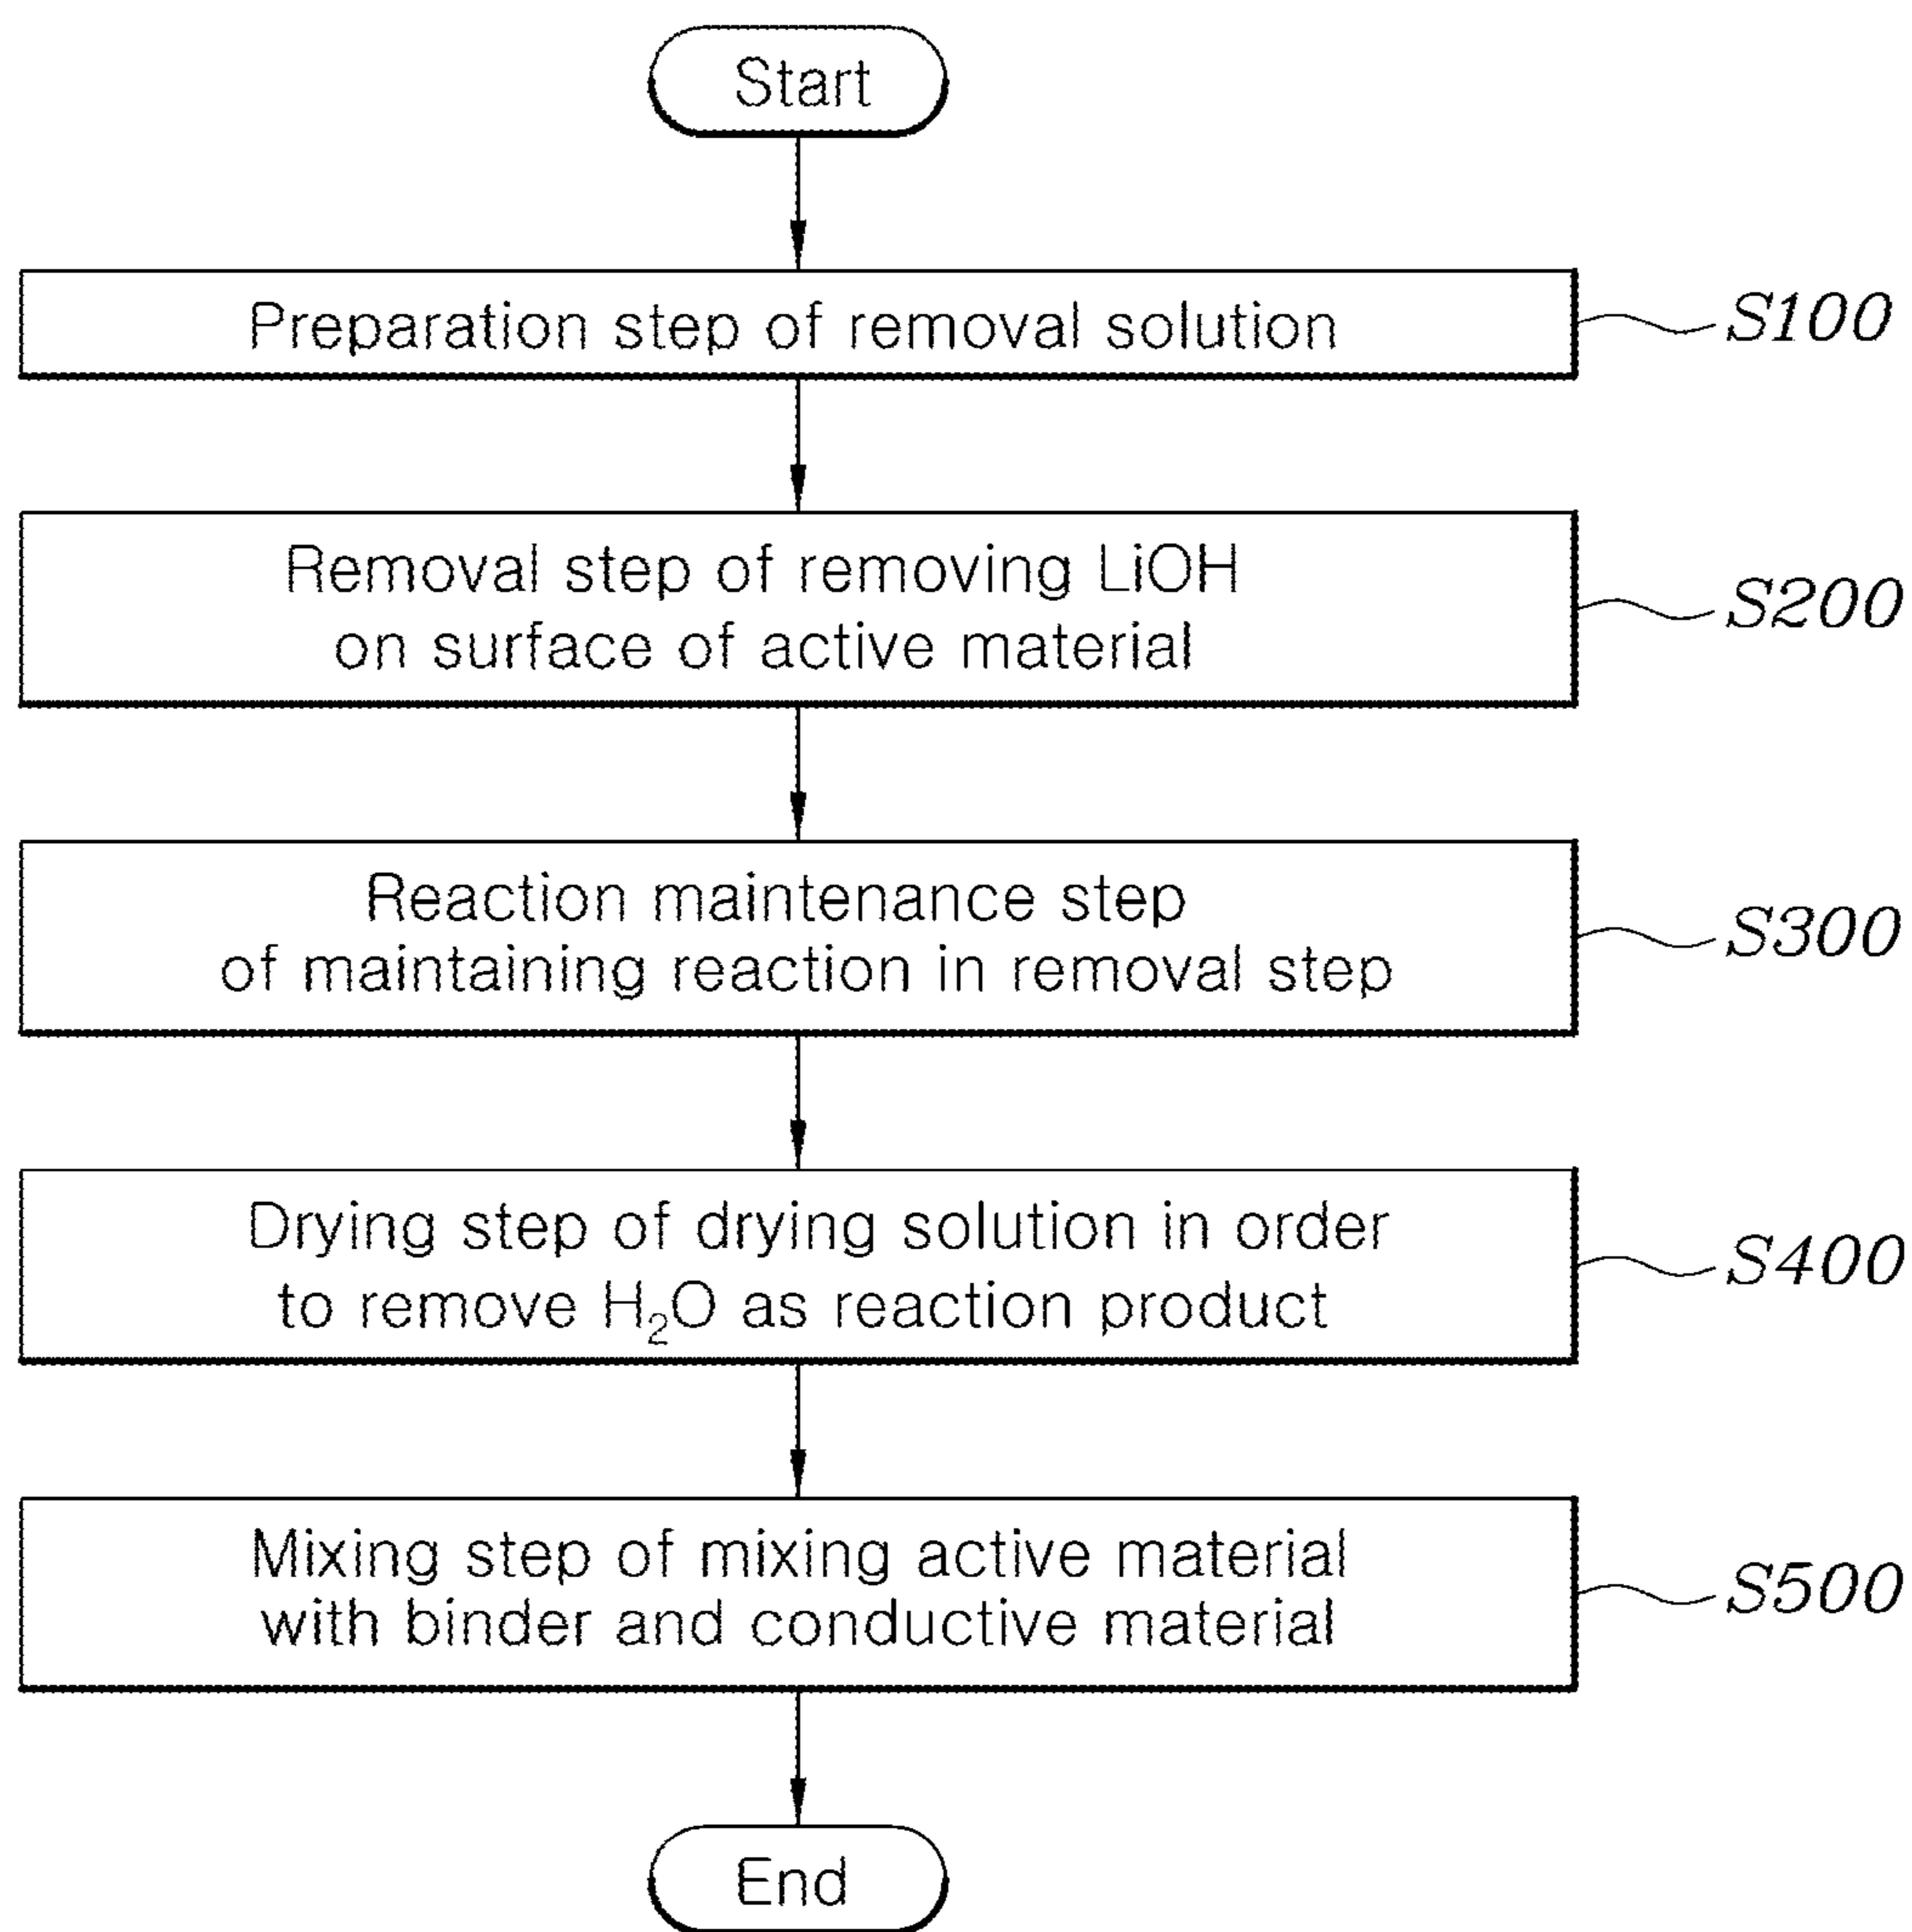 Start
Preparation step of removal solution
S100
Removal step of removing LiOH
on surface of active material
S200
Reaction maintenance step
of maintaining reaction in removal step
S300
Drying step of drying solution in order
to remove H₂O as reaction product
S400
Mixing step of mixing active material
with binder and conductive material
S500
End